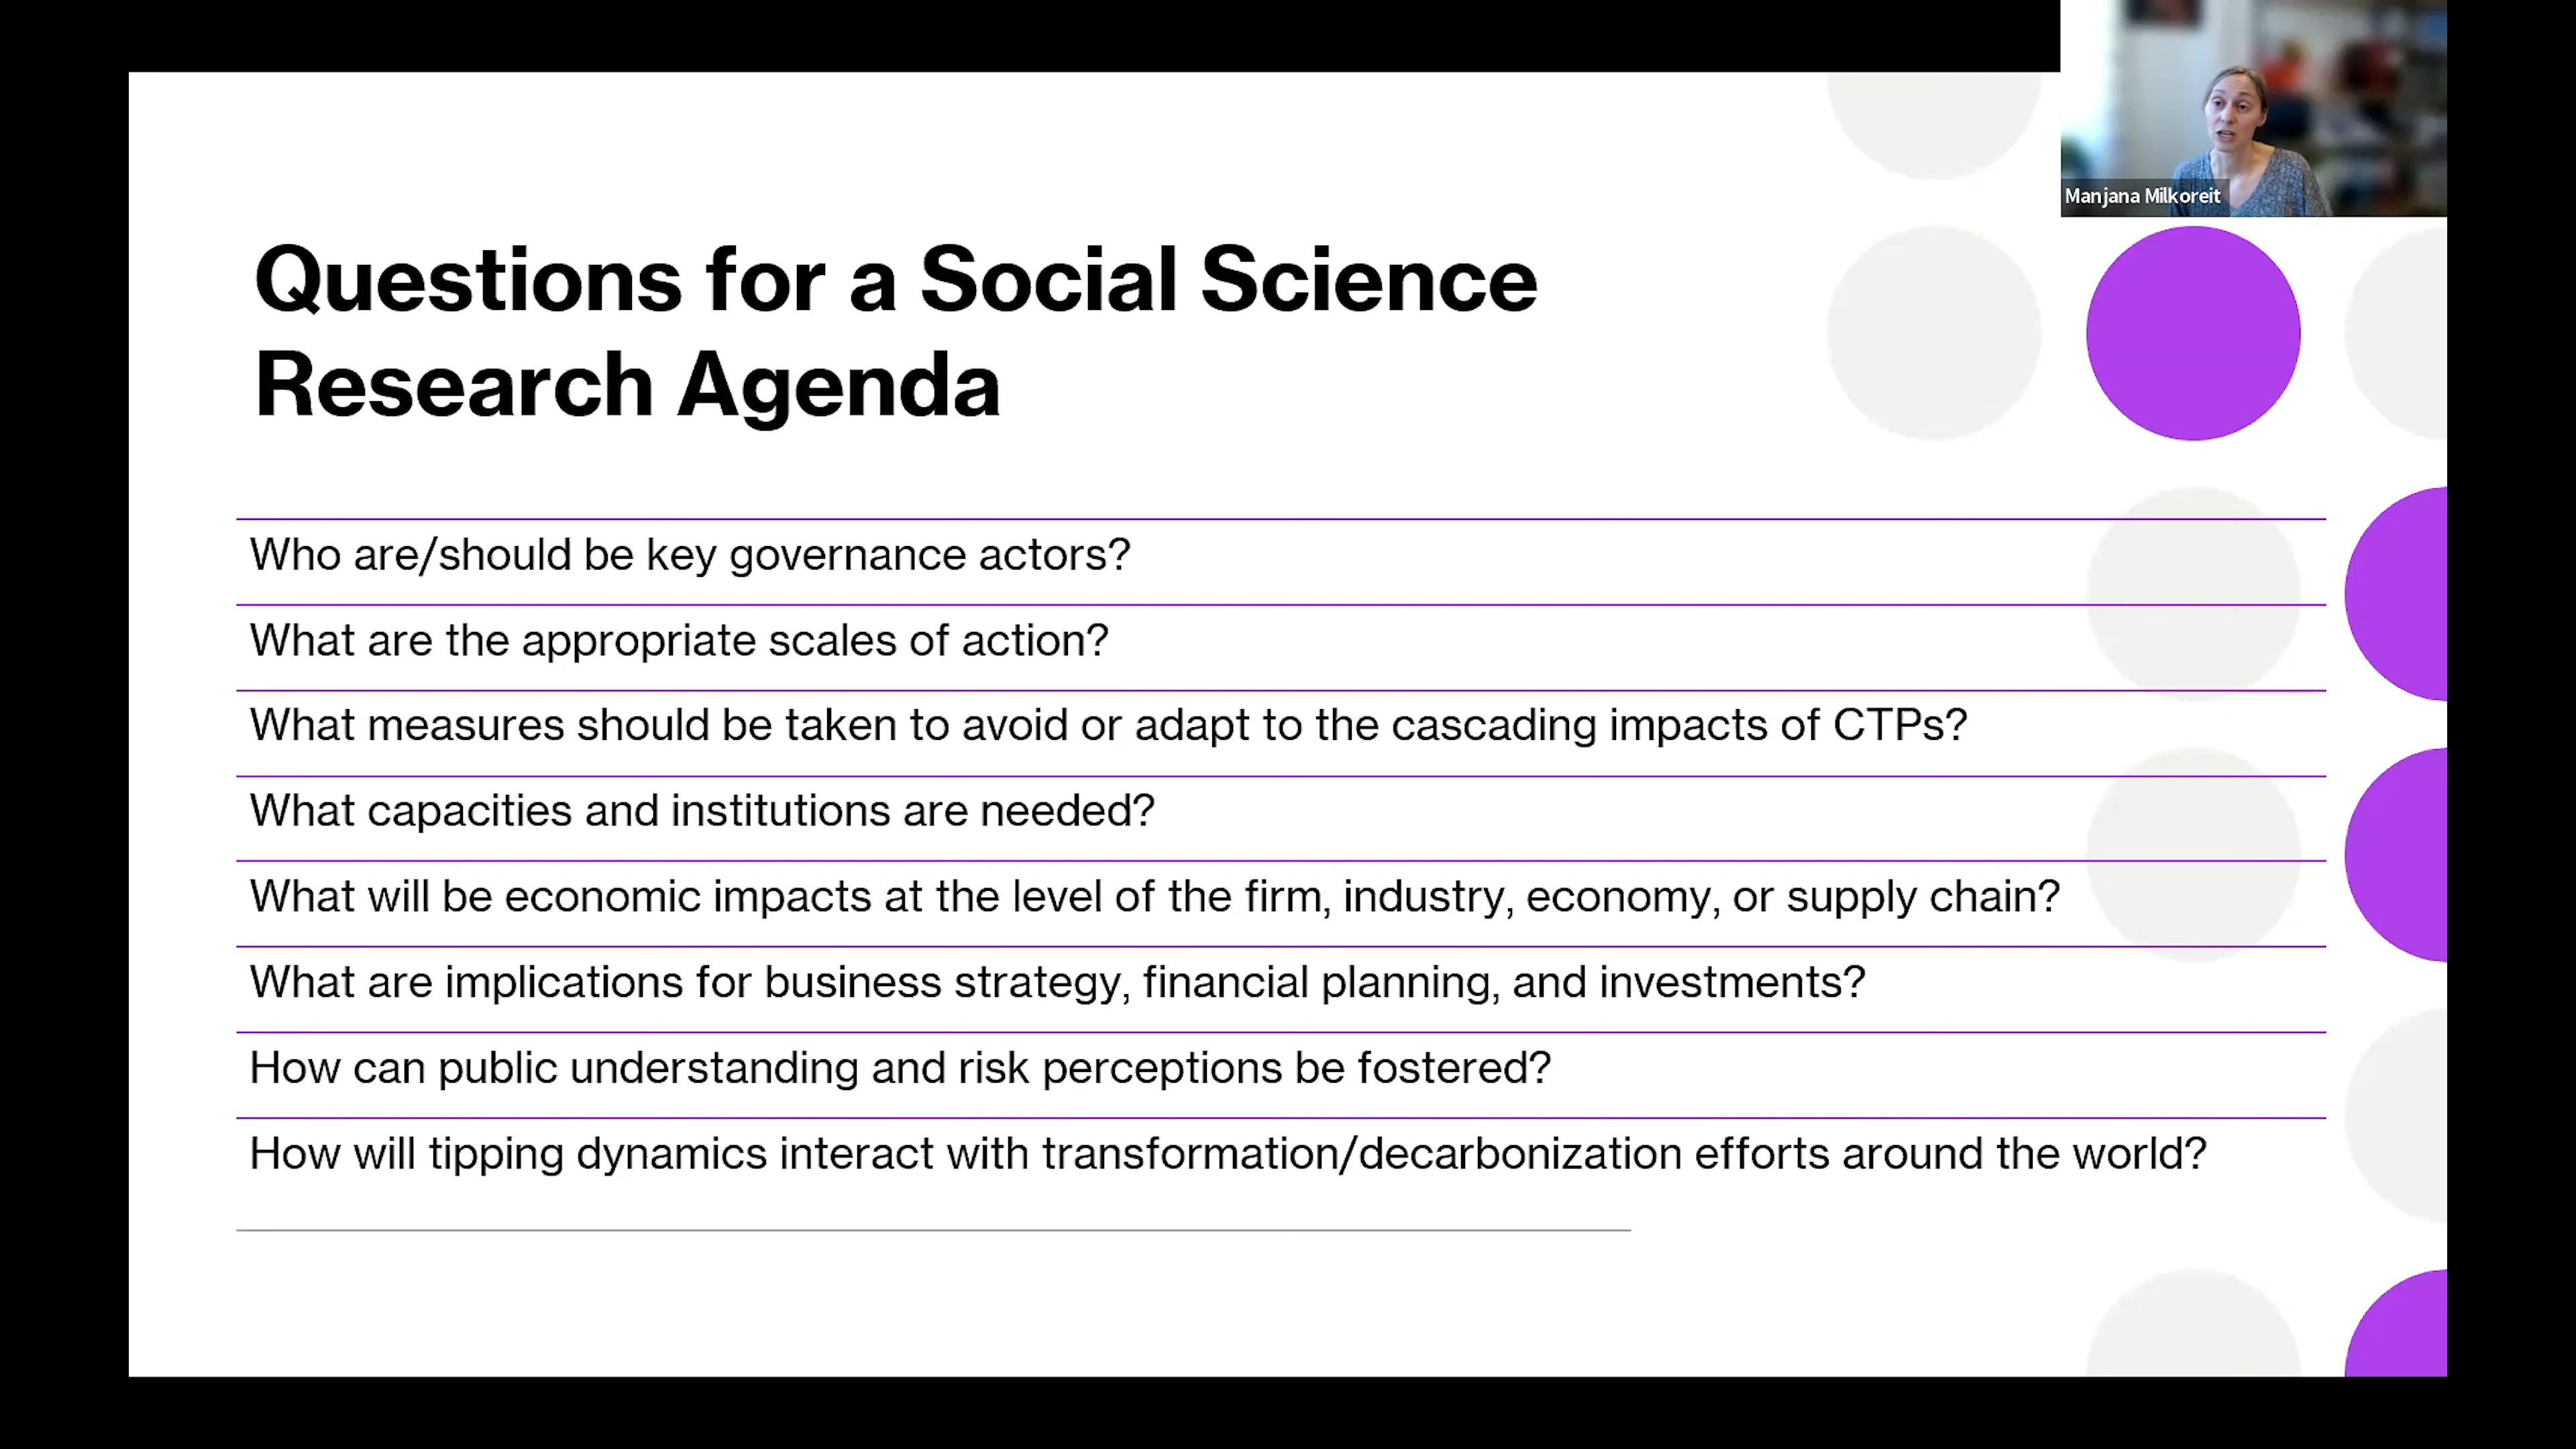 Manjana Milkoreit
Questions for a Social Science
Research Agenda
Who are/should be key governance actors?
What are the appropriate scales of action?
What measures should be taken to avoid or adapt to the cascading impacts of CTPs?
What capacities and institutions are needed?
What will be economic impacts at the level of the firm, industry, economy, or supply chain?
What are implications for business strategy, financial planning, and investments?
How can public understanding and risk perceptions be fostered?
How will tipping dynamics interact with transformation/decarbonization efforts around the world?